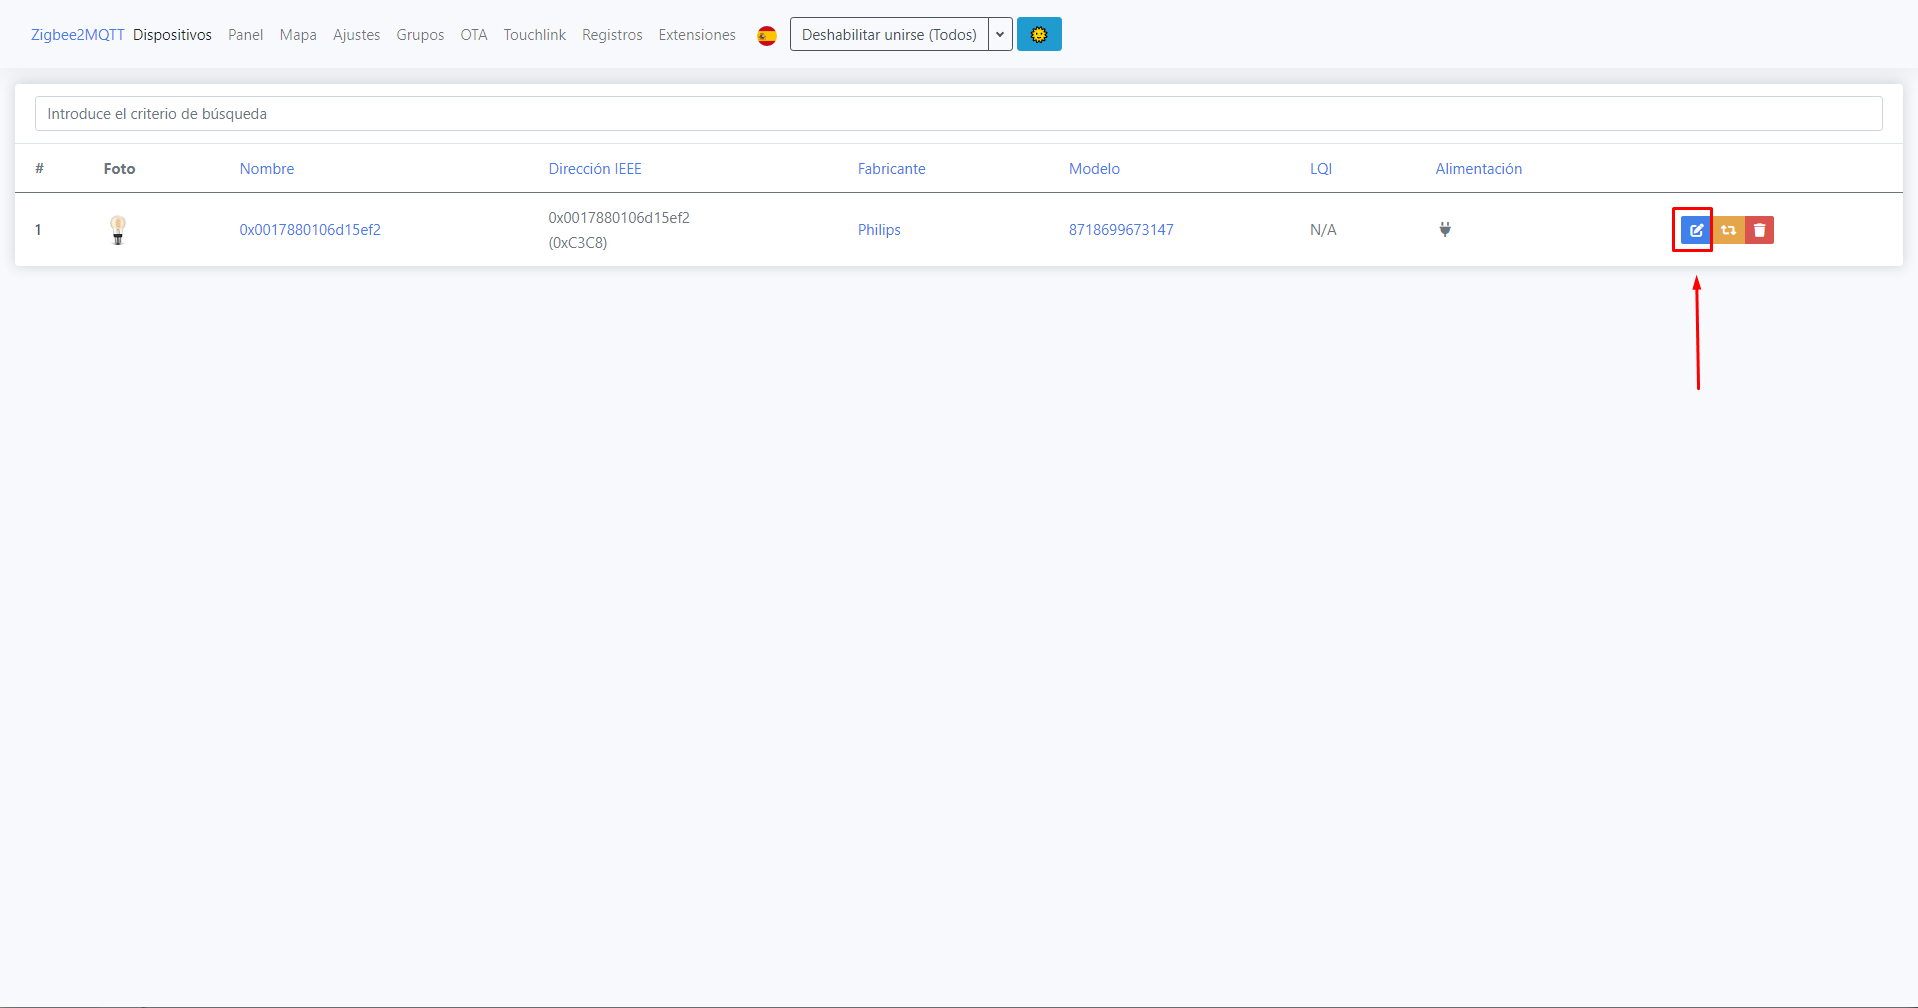 Zigbee2MQTT Dispositivos Panel Mapa Ajustes Grupos OTA Touchlink Registros Extensiones Deshabilitar unirse (Todos)
Introduce el criterio de búsqueda
# Foto Nombre Dirección IEEE Fabricante Modelo LQI Alimentación
1 0x0017880106d15ef2 0x0017880106d15ef2 Philips 8718699673147 N/A
(0xC3C8)